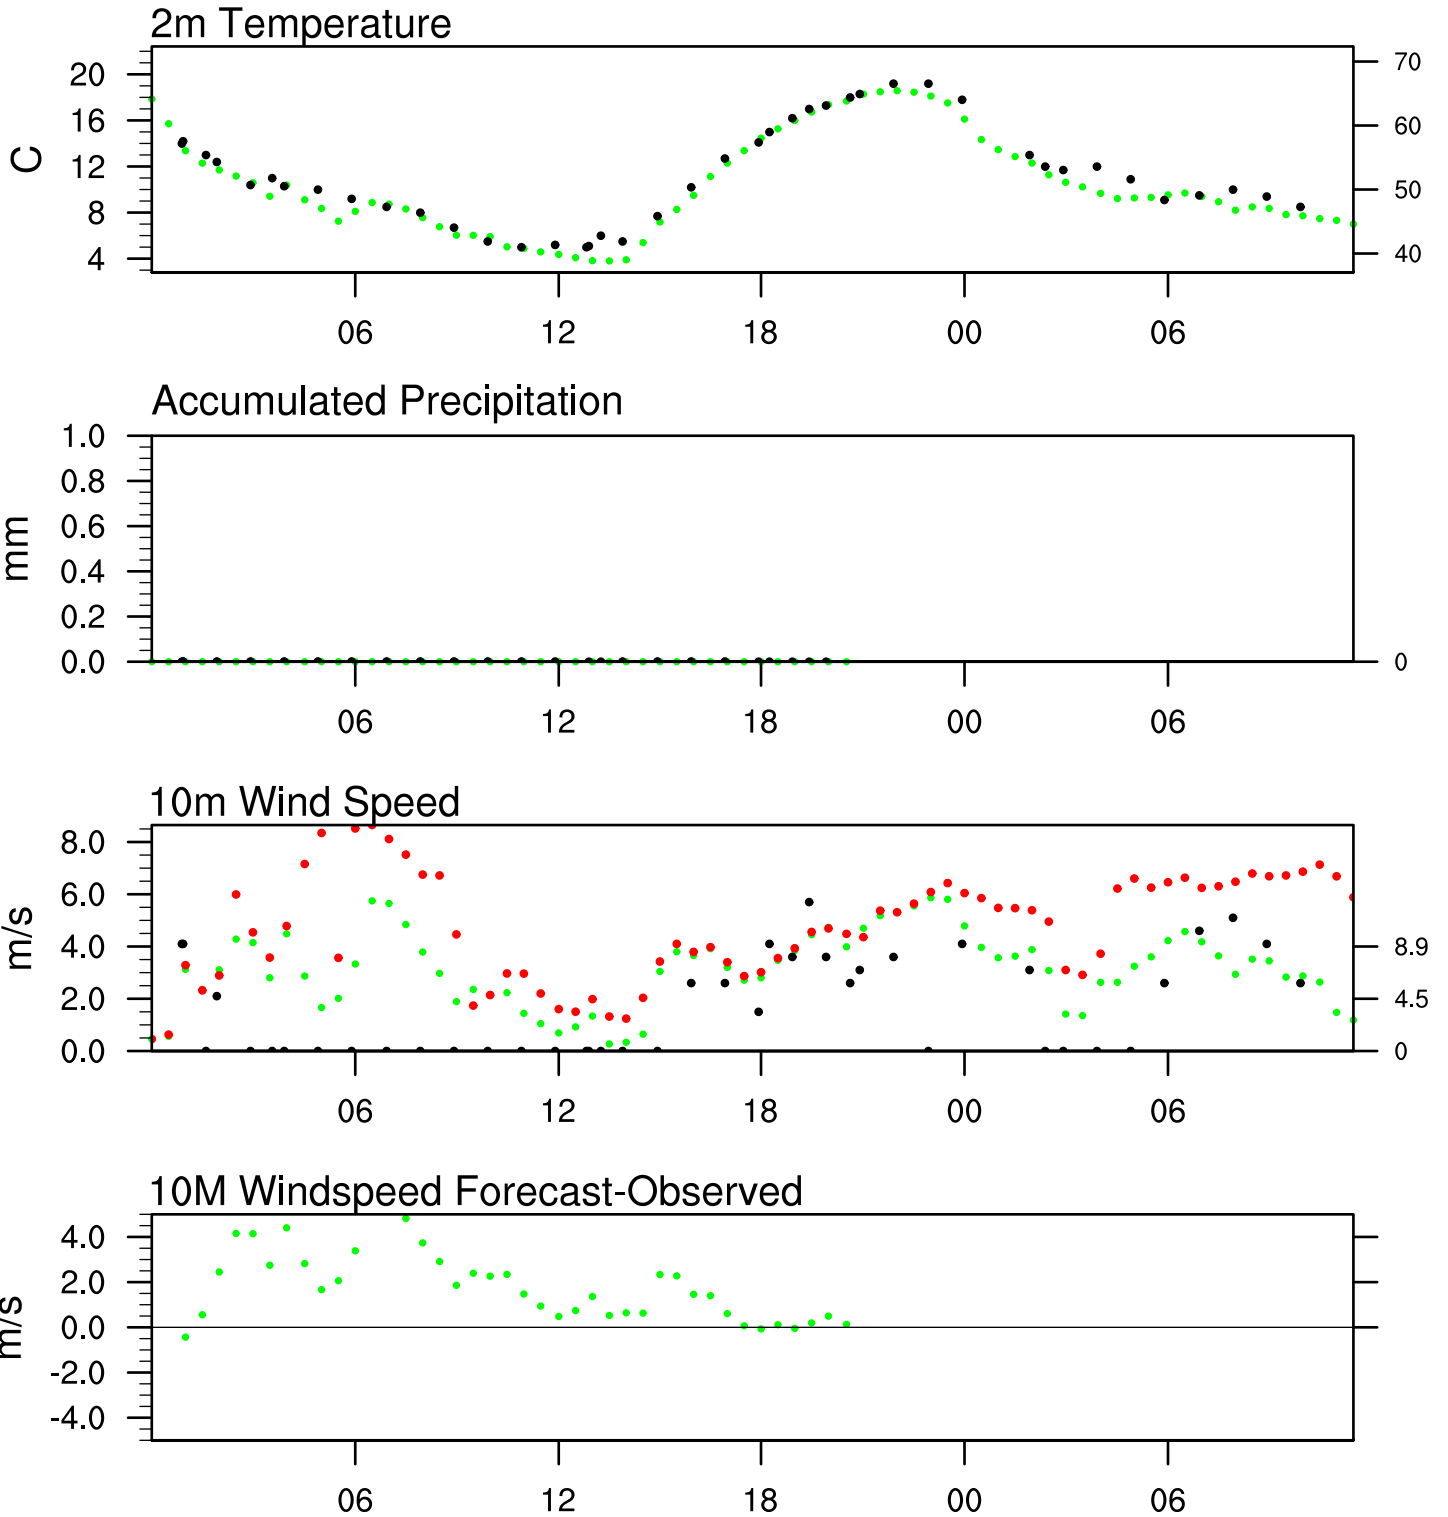 2m Temperature
20
16
12
8
4
C
70
60
50
40
06 12 18 00 06
Accumulated Precipitation
1.0
0.8
0.6
0.4
0.2
0.0
mm
0
06 12 18 00 06
10m Wind Speed
8.0
6.0
4.0
2.0
0.0
m/s
8.9
4.5
0
06 12 18 00 06
10M Windspeed Forecast-Observed
4.0
2.0
0.0
-2.0
-4.0
m/s
06 12 18 00 06